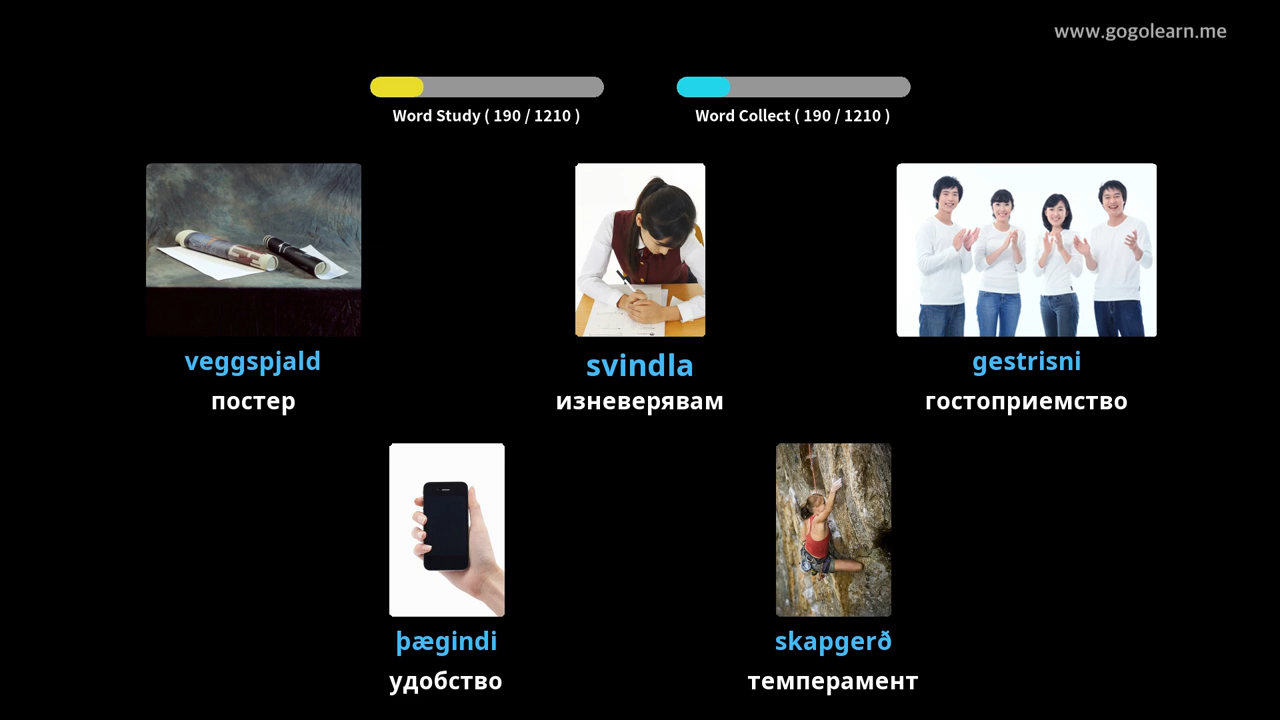 www.gogolearn.me
Word Study ( 190 / 1210 )
Word Collect ( 190 / 1210 )
veggspjald
svindla
gestrisni
постер
изневерявам
гостоприемство
þægindi
skapgerð
удобство
темперамент